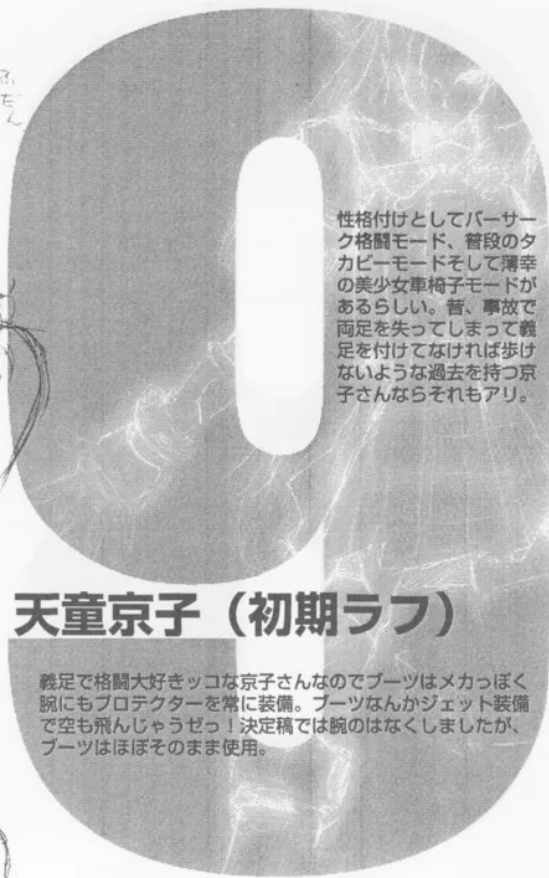 ふだん
9
性格付けとしてバーサー
ク格闘モード、普段のタ
カビーモードそして薄幸
の美少女車椅子モードが
あるらしい。昔、事故で
両足を失ってしまって義
足を付けてなければ歩け
ないような過去を持つ京
子さんならそれもアリ。
天童京子（初期ラフ）
義足で格闘大好きッコな京子さんなのでブーツはメカっぽく
腕にもプロテクターを常に装備。ブーツなんかジェット装備
で空も飛んじゃうゼっ！決定稿では腕のはなくしましたが、
ブーツはほぼそのまま使用。